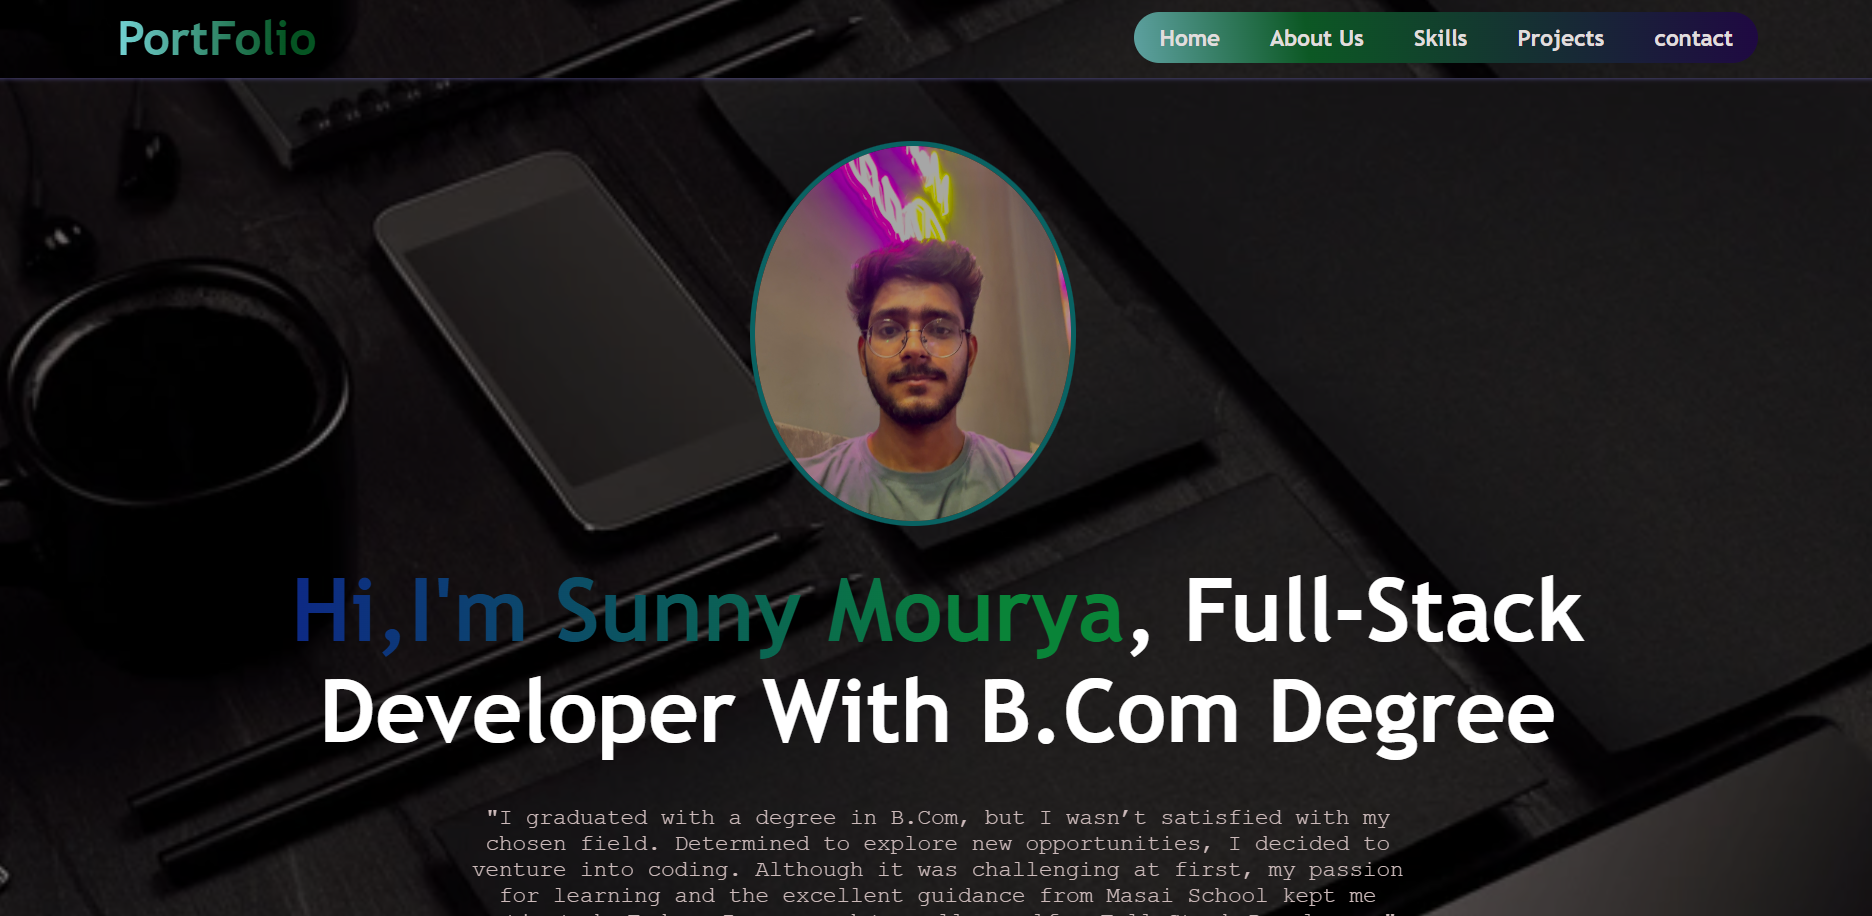 PortFolio
Home About Us Skills Projects contact
Hi,I'm Sunny Mourya, Full-Stack
Developer With B.Com Degree
"I graduated with a degree in B.Com, but I wasn’t satisfied with my
chosen field. Determined to explore new opportunities, I decided to
venture into coding. Although it was challenging at first, my passion
for learning and the excellent guidance from Masai School kept me